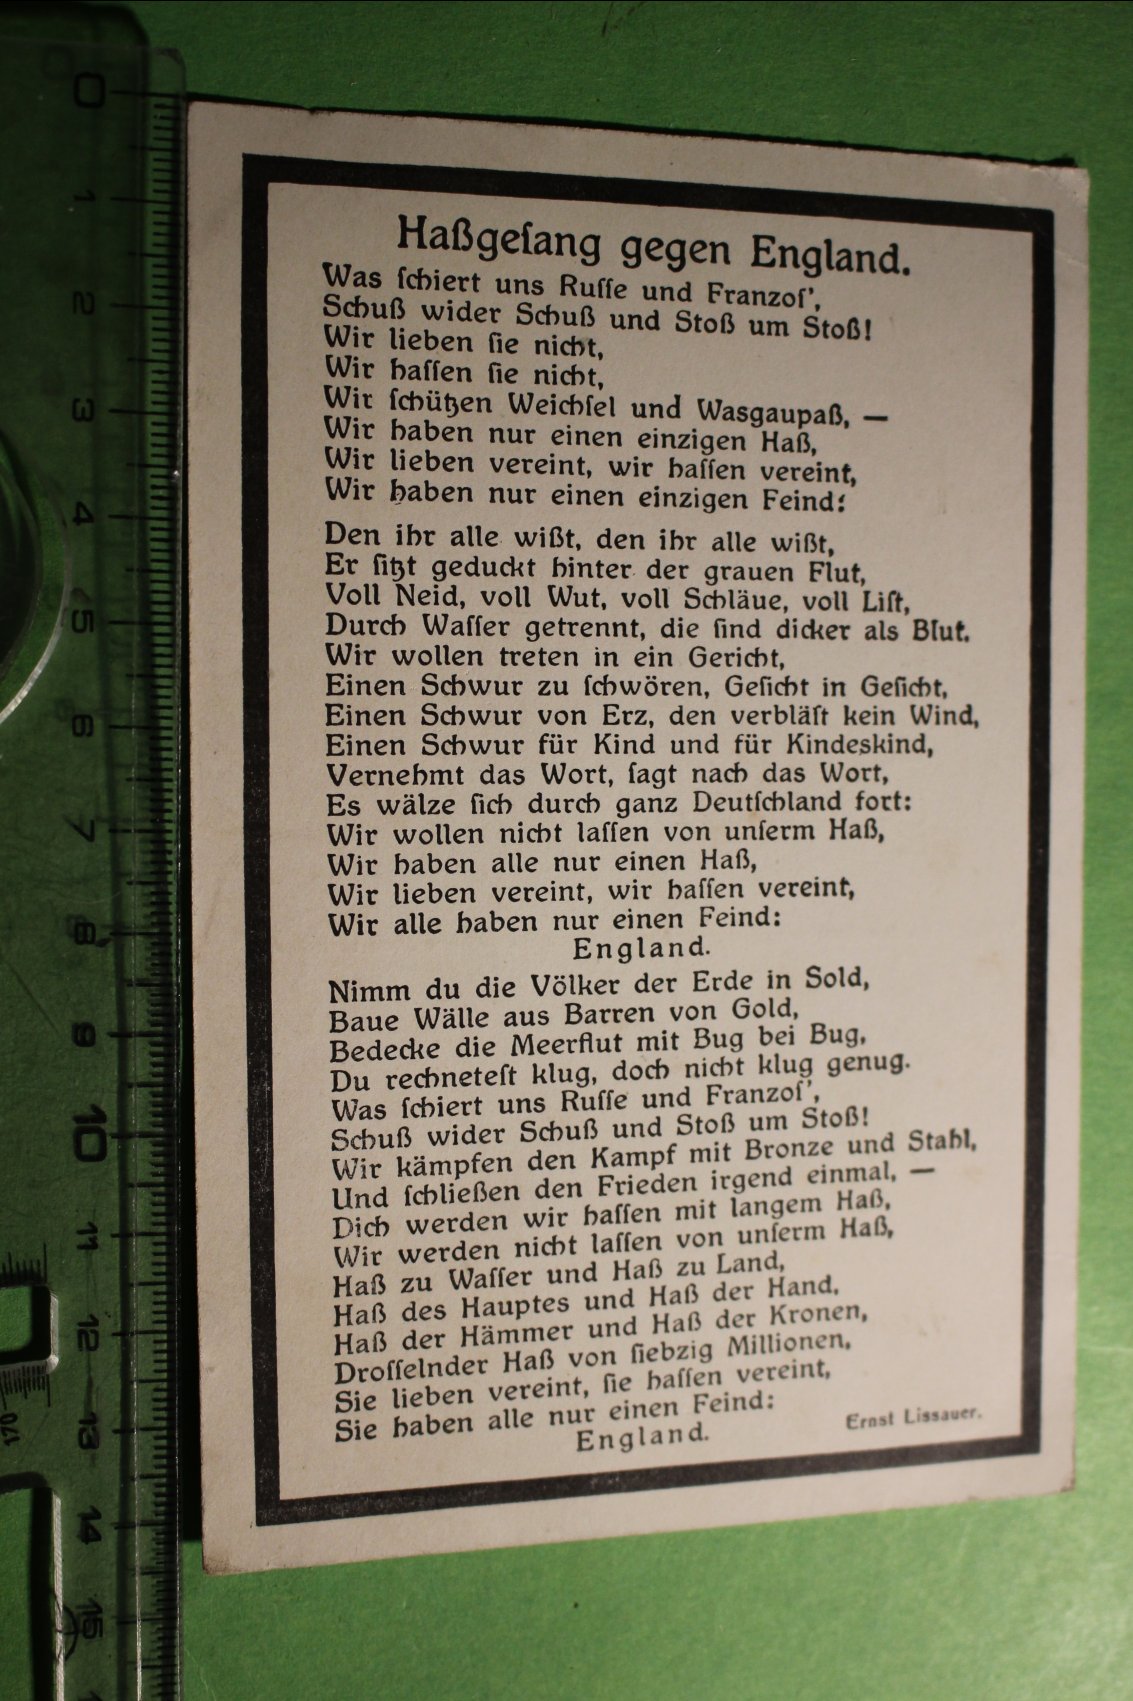 Haßgeſang gegen England.
Was ſchiert uns Ruſſe und Franzoſ',
Schuß wider Schuß und Stoß um Stoß!
Wir lieben ſie nicht,
Wir haſſen ſie nicht,
Wir ſchützen Weichſel und Wasgaupaß, —
Wir haben nur einen einzigen Haß,
Wir lieben vereint, wir haſſen vereint,
Wir haben nur einen einzigen Feind:
Den ihr alle wißt, den ihr alle wißt,
Er ſitzt geduckt hinter der grauen Flut,
Voll Neid, voll Wut, voll Schläue, voll Liſt,
Durch Waſſer getrennt, die ſind dicker als Blut.
Wir wollen treten in ein Gericht,
Einen Schwur zu ſchwören, Geſicht in Geſicht,
Einen Schwur von Erz, den verbläſt kein Wind,
Einen Schwur für Kind und für Kindeskind,
Vernehmt das Wort, ſagt nach das Wort,
Es wälze ſich durch ganz Deutſchland fort:
Wir wollen nicht laſſen von unſerm Haß,
Wir haben alle nur einen Haß,
Wir lieben vereint, wir haſſen vereint,
Wir alle haben nur einen Feind:
England.
Nimm du die Völker der Erde in Sold,
Baue Wälle aus Barren von Gold,
Bedecke die Meerflut mit Bug bei Bug,
Du rechneteſt klug, doch nicht klug genug.
Was ſchiert uns Ruſſe und Franzoſ',
Schuß wider Schuß und Stoß um Stoß!
Wir kämpfen den Kampf mit Bronze und Stahl,
Und ſchließen den Frieden irgend einmal, —
Dich werden wir haſſen mit langem Haß,
Wir werden nicht laſſen von unſerm Haß,
Haß zu Waſſer und Haß zu Land,
Haß des Hauptes und Haß der Hand,
Haß der Hämmer und Haß der Kronen,
Droſſelnder Haß von ſiebzig Millionen,
Sie lieben vereint, ſie haſſen vereint,
Sie haben alle nur einen Feind:
England.
Ernst Lissauer.
0
1
2
3
4
5
6
7
8
9
10
11
12
13
14
15
170